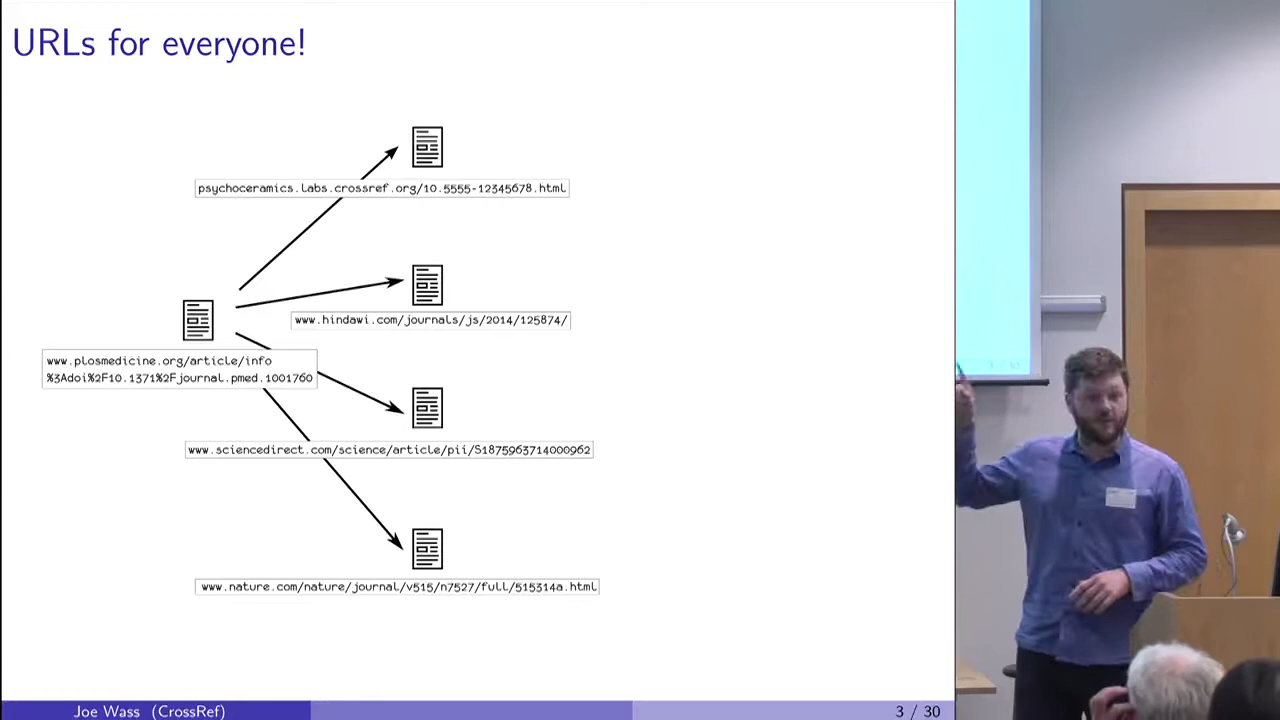 URLs for everyone!
psychoceramics.labs.crossref.org/10.5555-12345678.html
www.hindawi.com/journals/js/2014/125874/
www.plosmedicine.org/article/info
%3Adoi%2F10.1371%2Fjournal.pmed.1001760
www.sciencedirect.com/science/article/pii/S1875963714000962
www.nature.com/nature/journal/v515/n7527/full/515314a.html
Joe Wass (CrossRef)
3 / 30